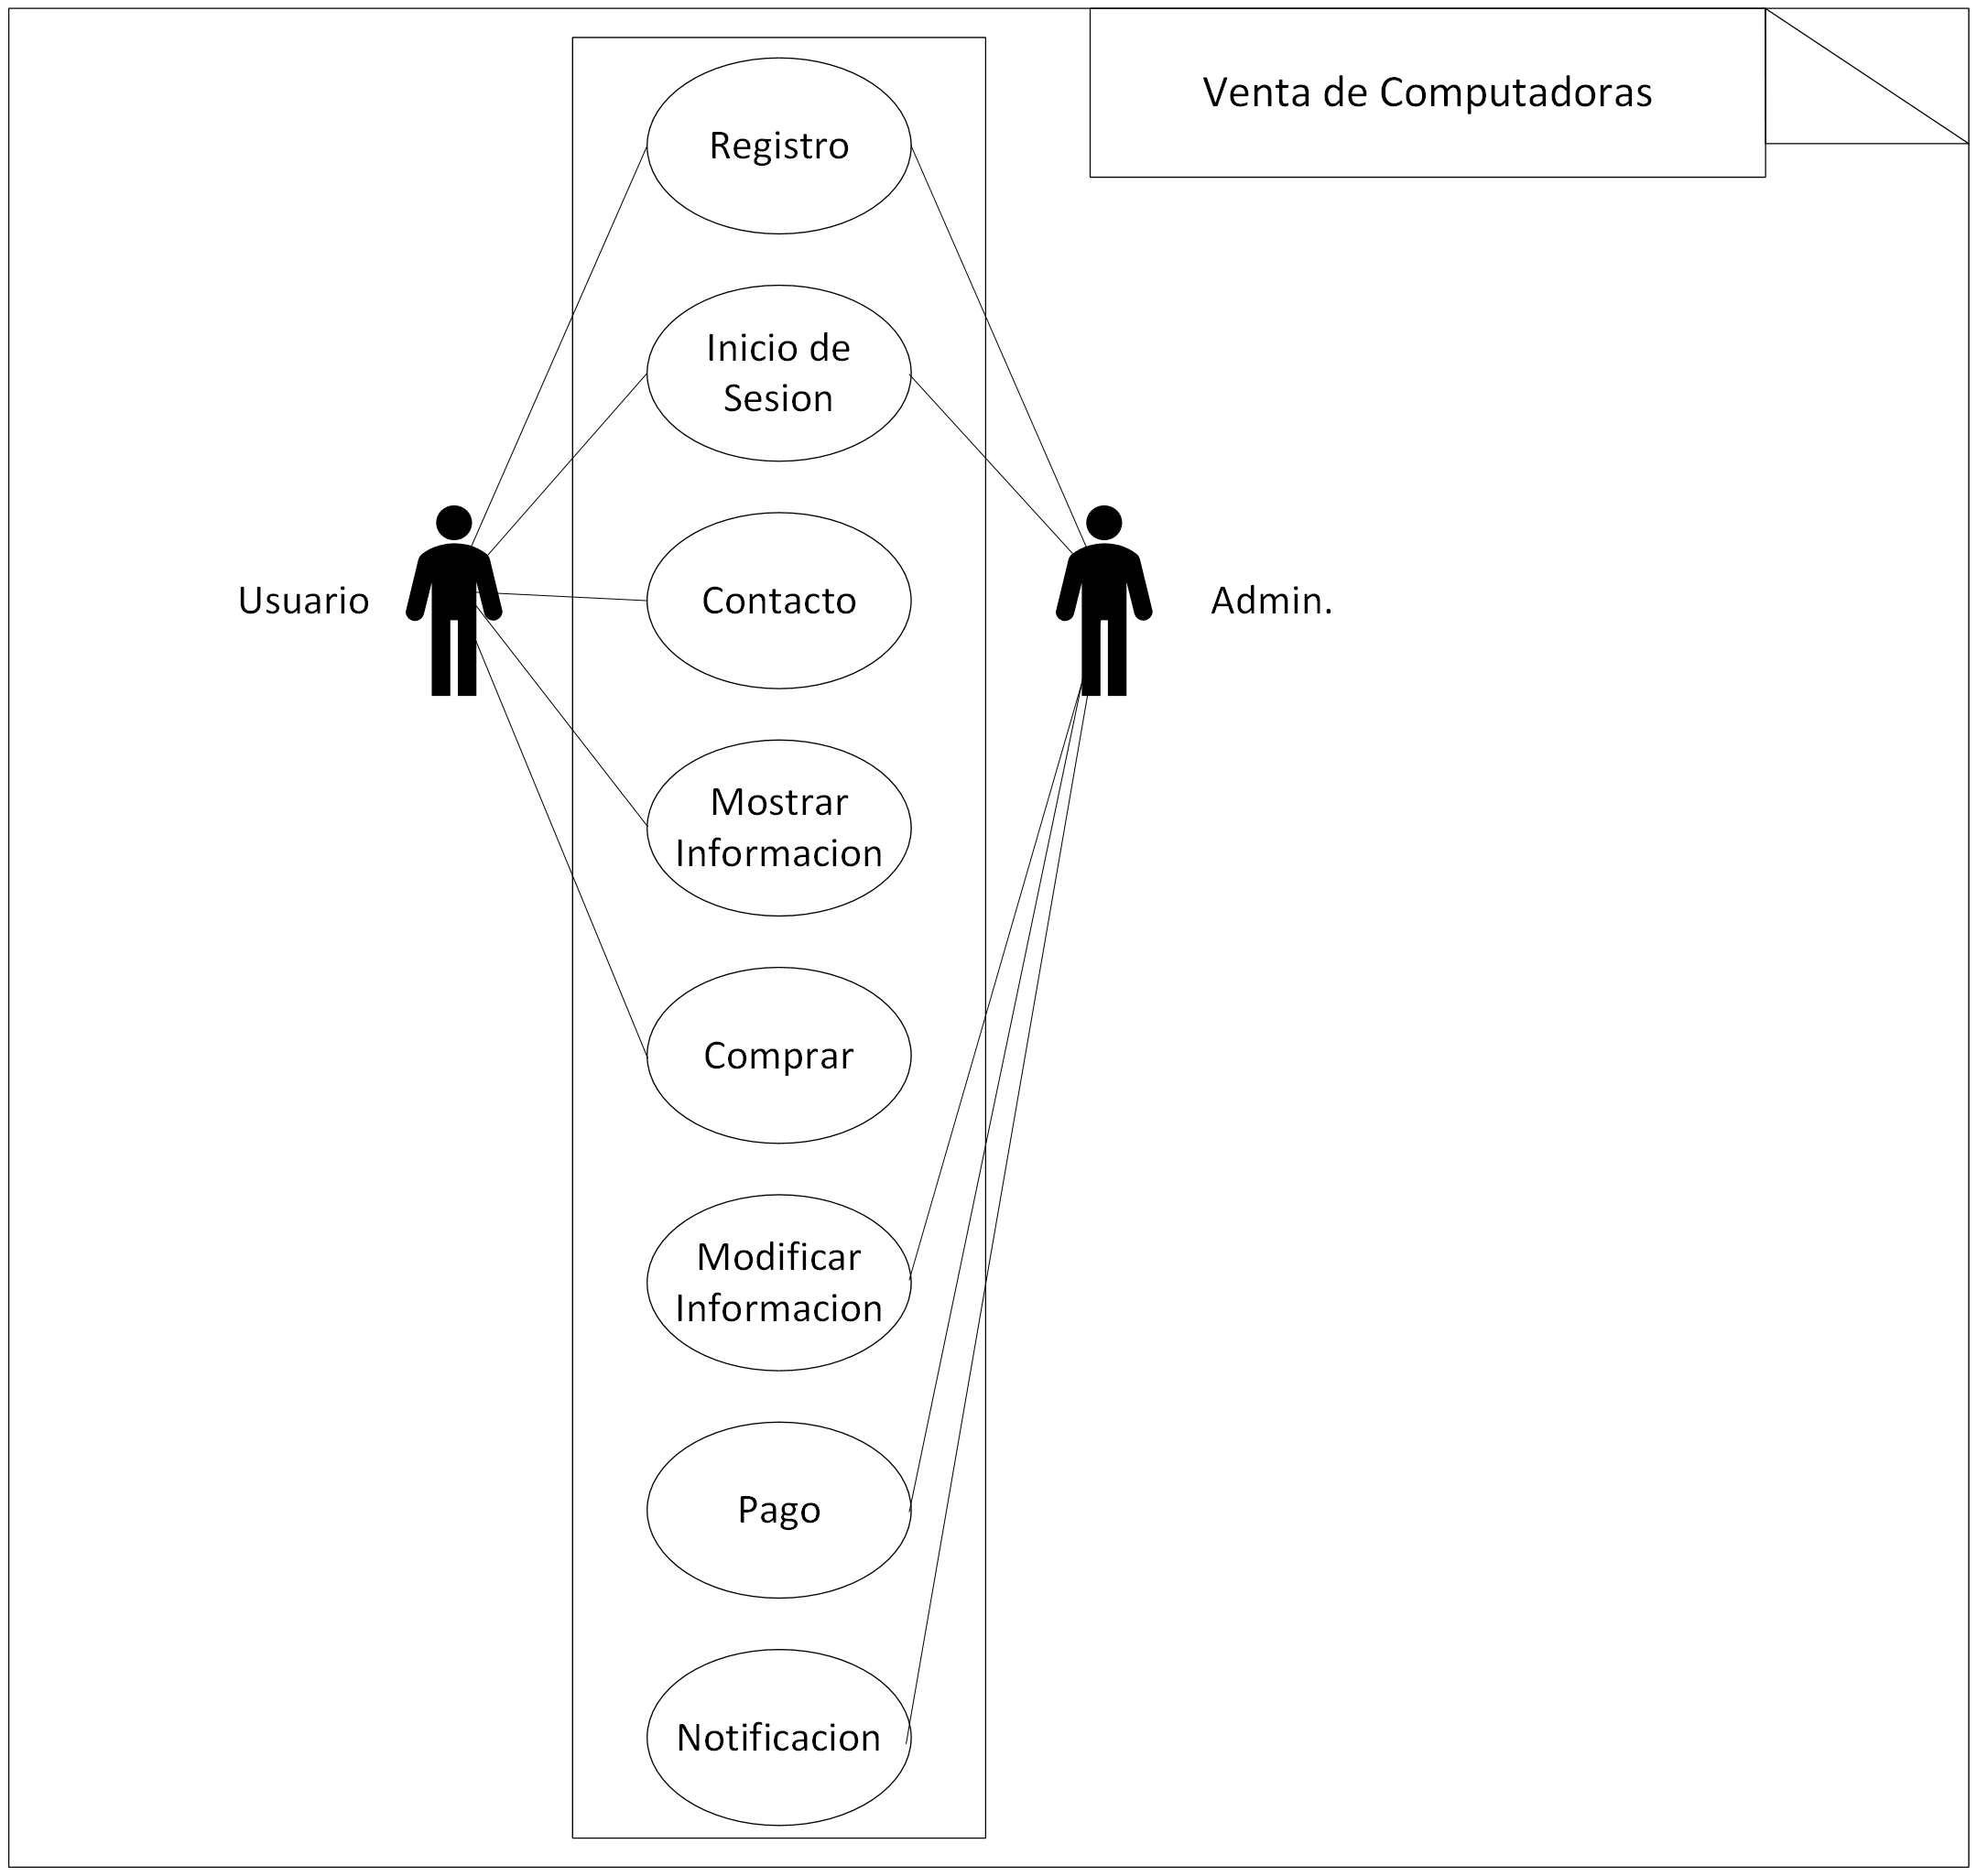 Venta de Computadoras
Registro
Inicio de
Sesion
Usuario
Contacto
Admin.
Mostrar
Informacion
Comprar
Modificar
Informacion
Pago
Notificacion